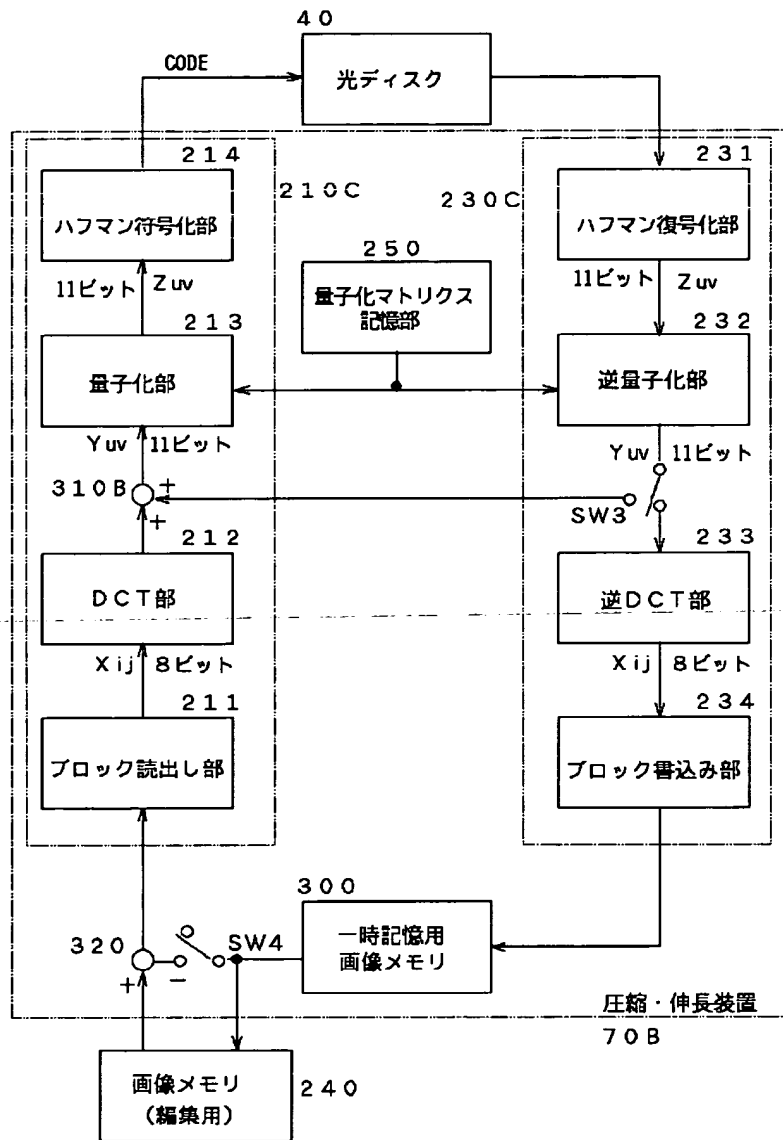 40
CODE
光ディスク
214
210C
ハフマン符号化部
231
230C
ハフマン復号化部
250
量子化マトリクス
記憶部
11ビット Zuv
213
量子化部
11ビット Zuv
232
逆量子化部
Yuv 11ビット
310B
+
+
Yuv 11ビット
SW3
212
DCT部
233
逆DCT部
Xij 8ビット
211
ブロック読出し部
Xij 8ビット
234
ブロック書込み部
300
一時記憶用
画像メモリ
SW4
320
+
-
圧縮・伸長装置
70B
画像メモリ
(編集用)
240